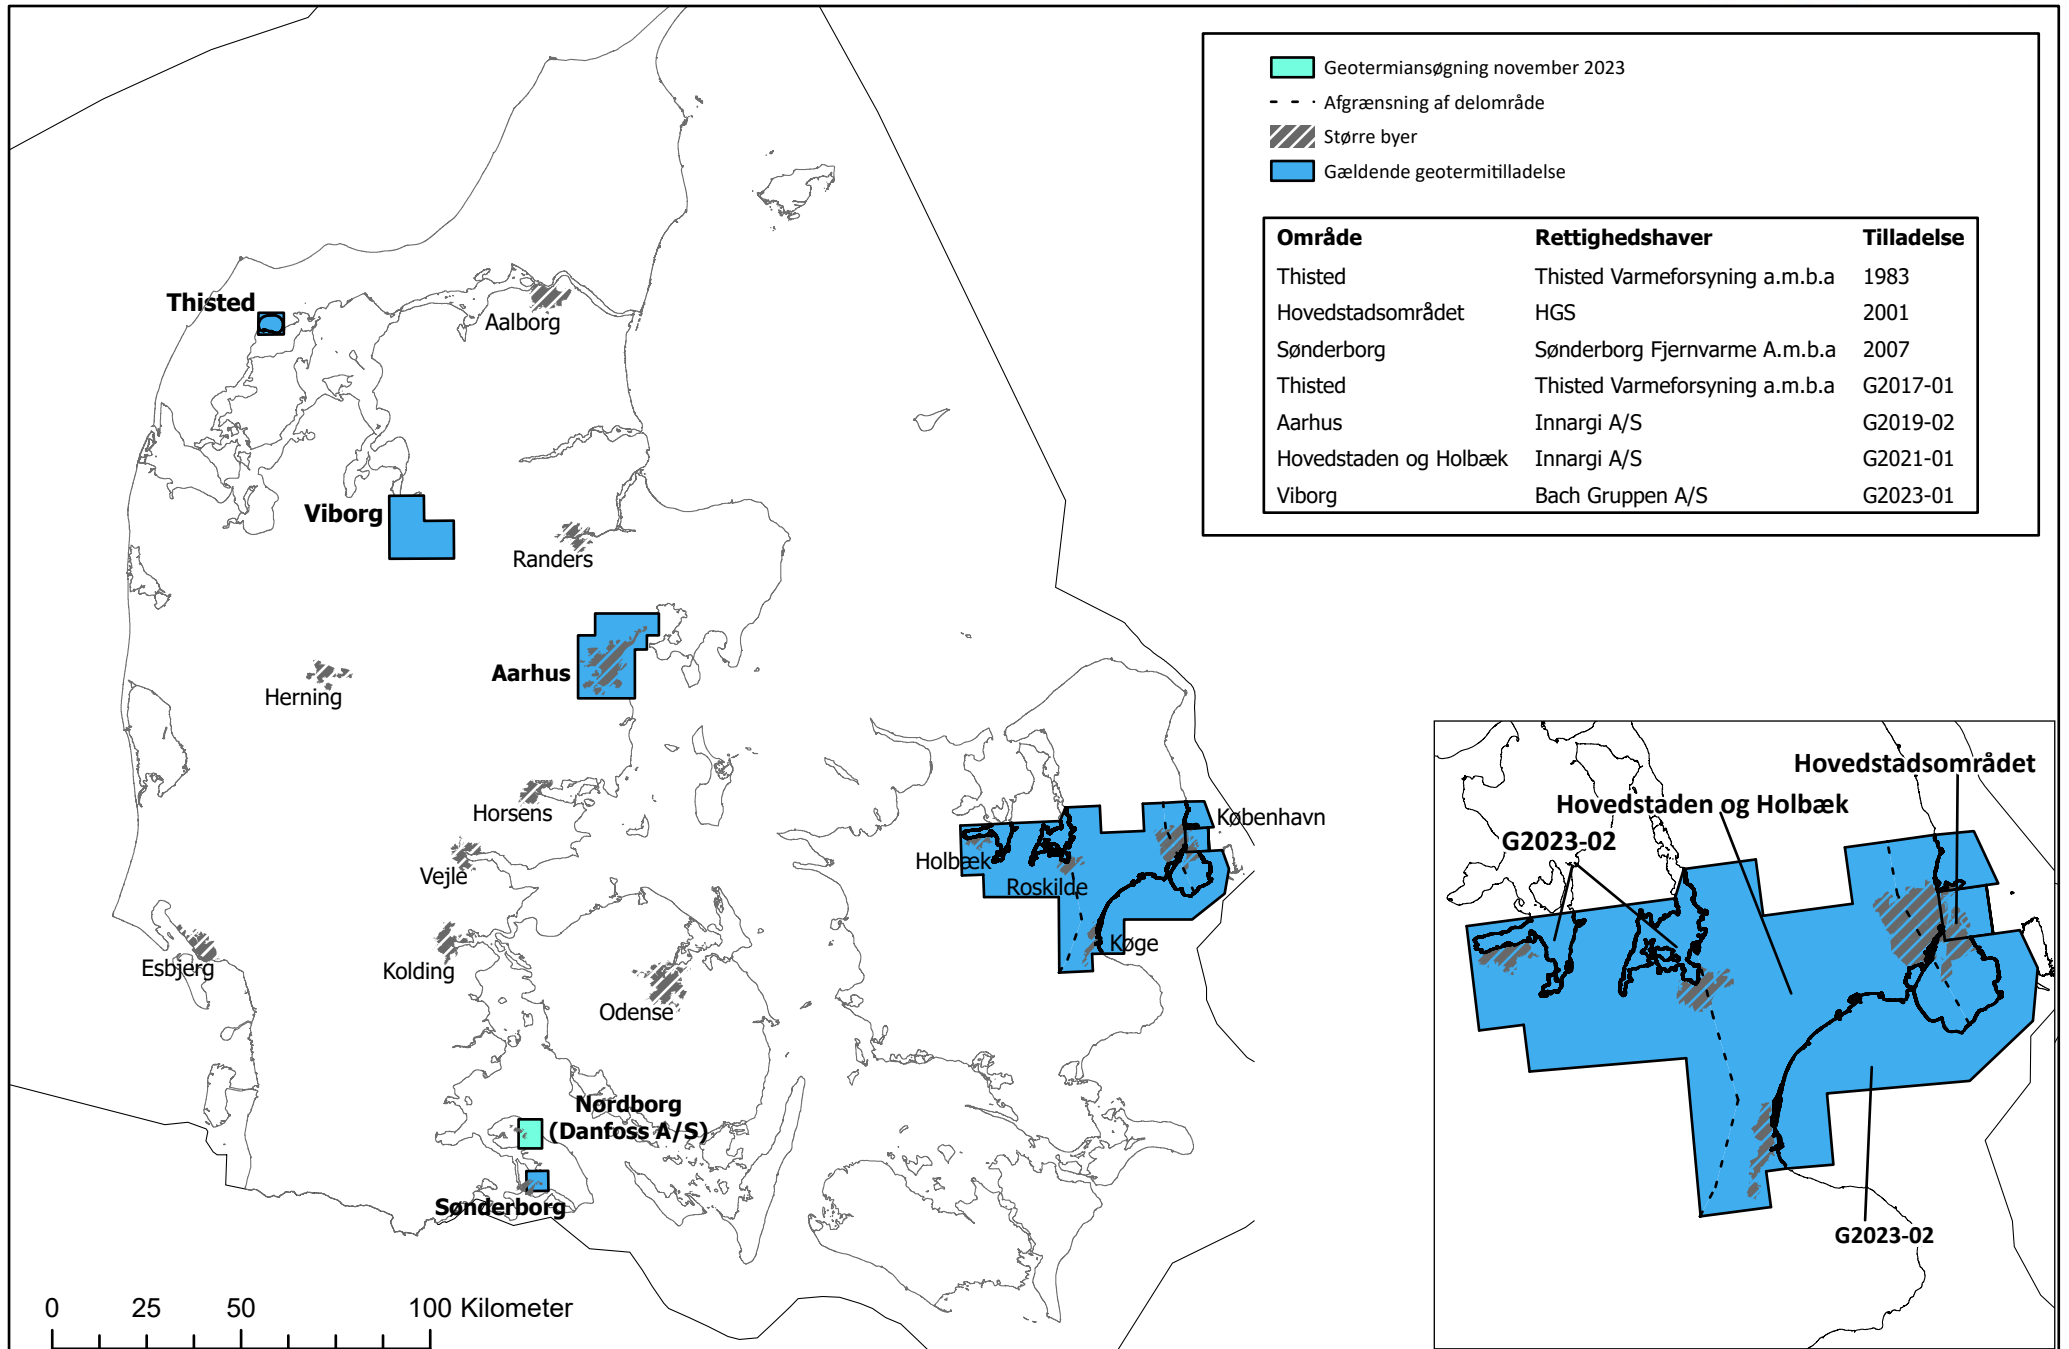 Geotermiansøgning november 2023
Afgrænsning af delområde
Større byer
Gældende geotermitilladelse
Område Rettighedshaver Tilladelse
Thisted Thisted Varmeforsyning a.m.b.a 1983
Hovedstadsområdet HGS 2001
Sønderborg Sønderborg Fjernvarme A.m.b.a 2007
Thisted Thisted Varmeforsyning a.m.b.a G2017-01
Aarhus Innargi A/S G2019-02
Hovedstaden og Holbæk Innargi A/S G2021-01
Viborg Bach Gruppen A/S G2023-01
Thisted
Aalborg
Viborg
Randers
Aarhus
Herning
Horsens
Vejle
Kolding
Esbjerg
Odense
Holbæk
Roskilde
København
Køge
Nordborg
(Danfoss A/S)
Sønderborg
0 25 50 100 Kilometer
Hovedstadsområdet
Hovedstaden og Holbæk
G2023-02
G2023-02